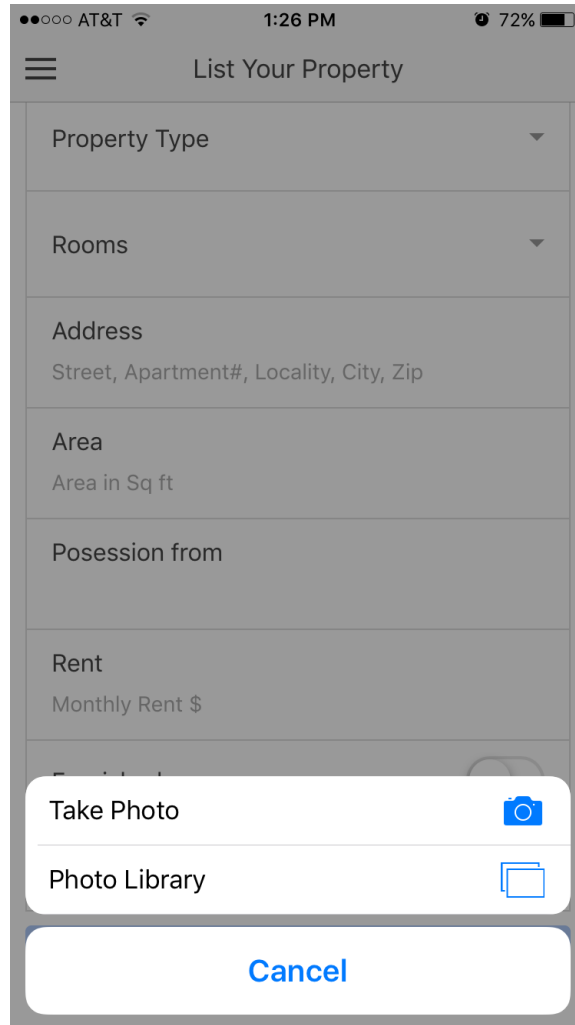 AT&T 1:26 PM 72%
List Your Property
Property Type
Rooms
Address
Street, Apartment#, Locality, City, Zip
Area
Area in Sq ft
Posession from
Rent
Monthly Rent $
Take Photo
Photo Library
Cancel